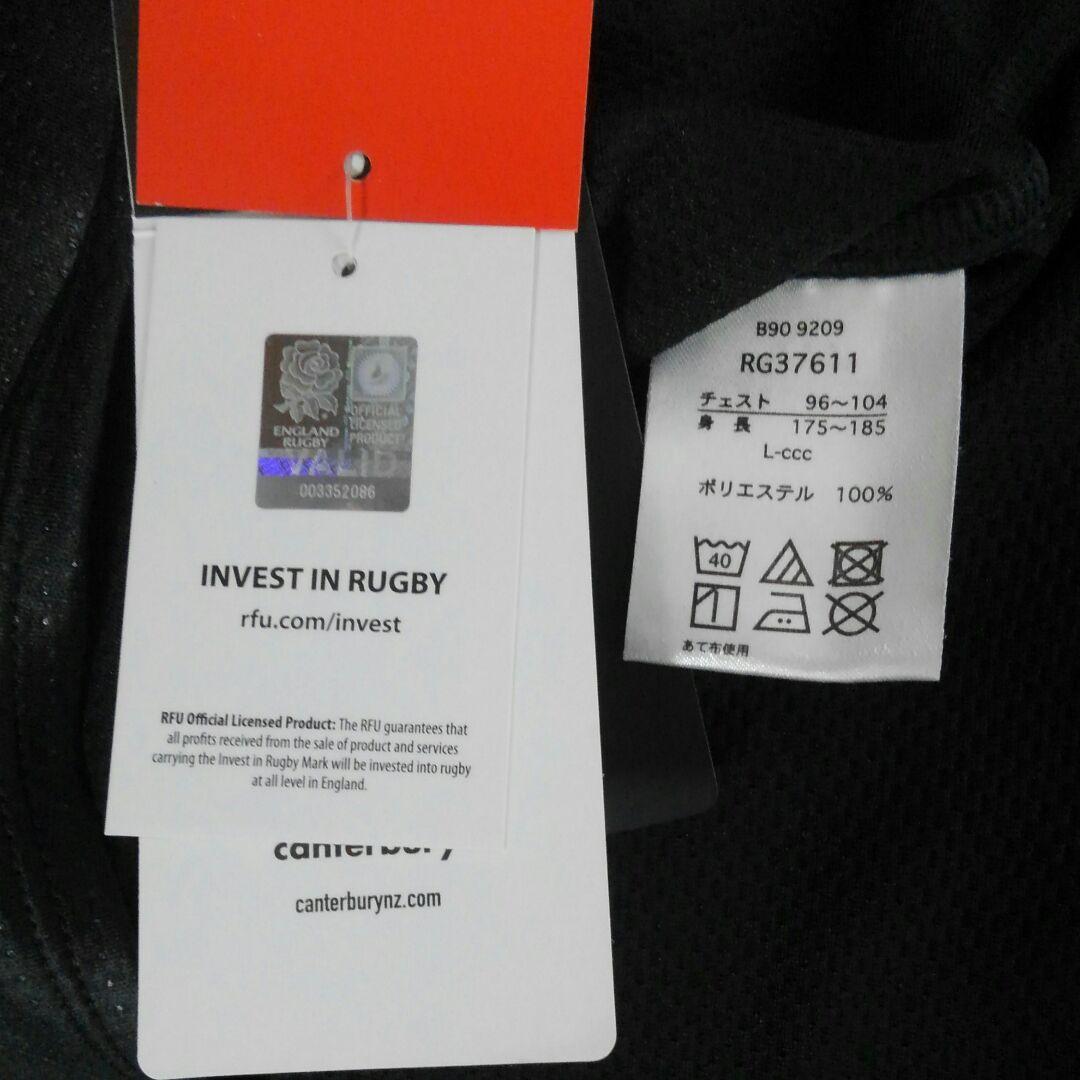 ENGLAND
RUGBY
OFFICIAL
LICENSED
PRODUCT
VALID
003352086
INVEST IN RUGBY
rfu.com/invest
RFU Official Licensed Product: The RFU guarantees that
all profits received from the sale of product and services
carrying the Invest in Rugby Mark will be invested into rugby
at all level in England.
canterbury
canterburynz.com
B90 9209
RG37611
チェスト 96～104
身 長 175～185
L-ccc
ポリエステル 100%
40
あて布使用